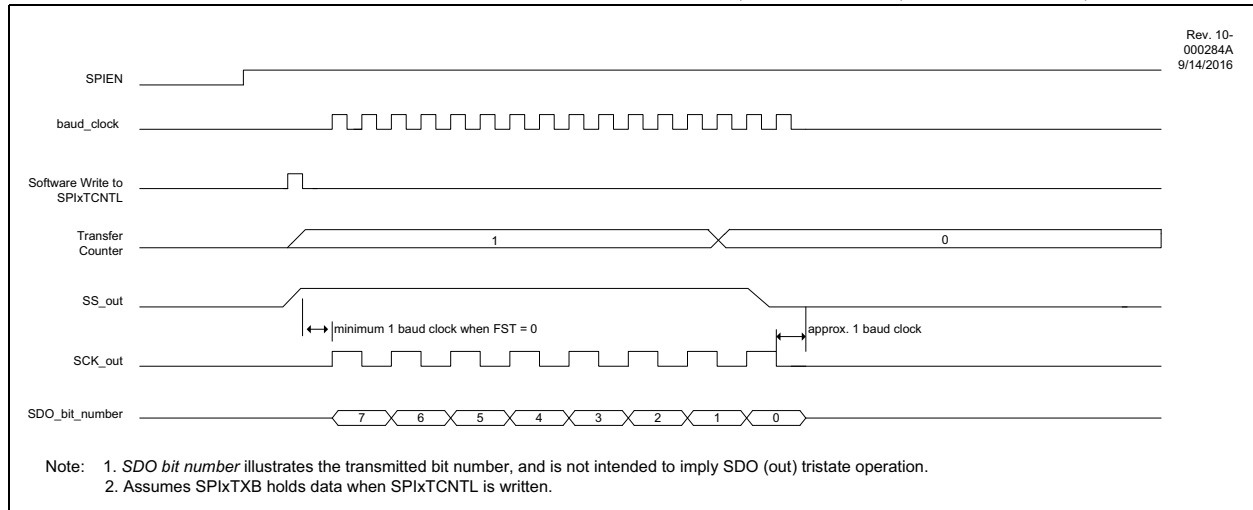 Rev. 10-
000284A
9/14/2016
SPIEN
baud_clock
Software Write to
SPIxTCNTL
Transfer
Counter
1
0
SS_out
minimum 1 baud clock when FST = 0
approx. 1 baud clock
SCK_out
SDO_bit_number
7 6 5 4 3 2 1 0
Note: 1. SDO bit number illustrates the transmitted bit number, and is not intended to imply SDO (out) tristate operation.
2. Assumes SPIxTXB holds data when SPIxTCNTL is written.